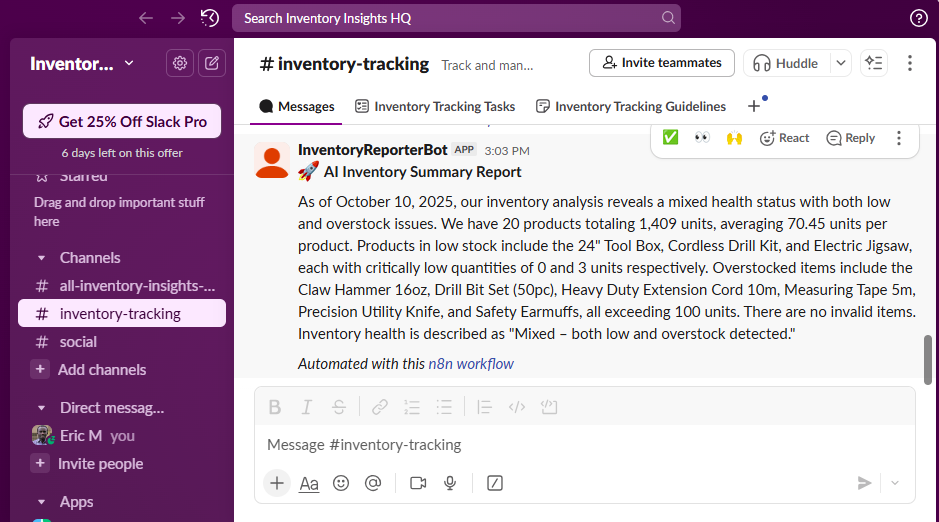 Search Inventory Insights HQ
Inventor...
Get 25% Off Slack Pro
6 days left on this offer
Starred
Drag and drop important stuff
here
Channels
# all-inventory-insights-...
# inventory-tracking
# social
+ Add channels
Direct messag...
Eric M you
+ Invite people
Apps
# inventory-tracking
Track and man...
Invite teammates
Huddle
Messages
Inventory Tracking Tasks
Inventory Tracking Guidelines
+
React
Reply
InventoryReporterBot APP 3:03 PM
🚀 AI Inventory Summary Report
As of October 10, 2025, our inventory analysis reveals a mixed health status with both low
and overstock issues. We have 20 products totaling 1,409 units, averaging 70.45 units per
product. Products in low stock include the 24" Tool Box, Cordless Drill Kit, and Electric Jigsaw,
each with critically low quantities of 0 and 3 units respectively. Overstocked items include the
Claw Hammer 16oz, Drill Bit Set (50pc), Heavy Duty Extension Cord 10m, Measuring Tape 5m,
Precision Utility Knife, and Safety Earmuffs, all exceeding 100 units. There are no invalid items.
Inventory health is described as "Mixed – both low and overstock detected."
Automated with this n8n workflow
B I S
Message #inventory-tracking
+ Aa @